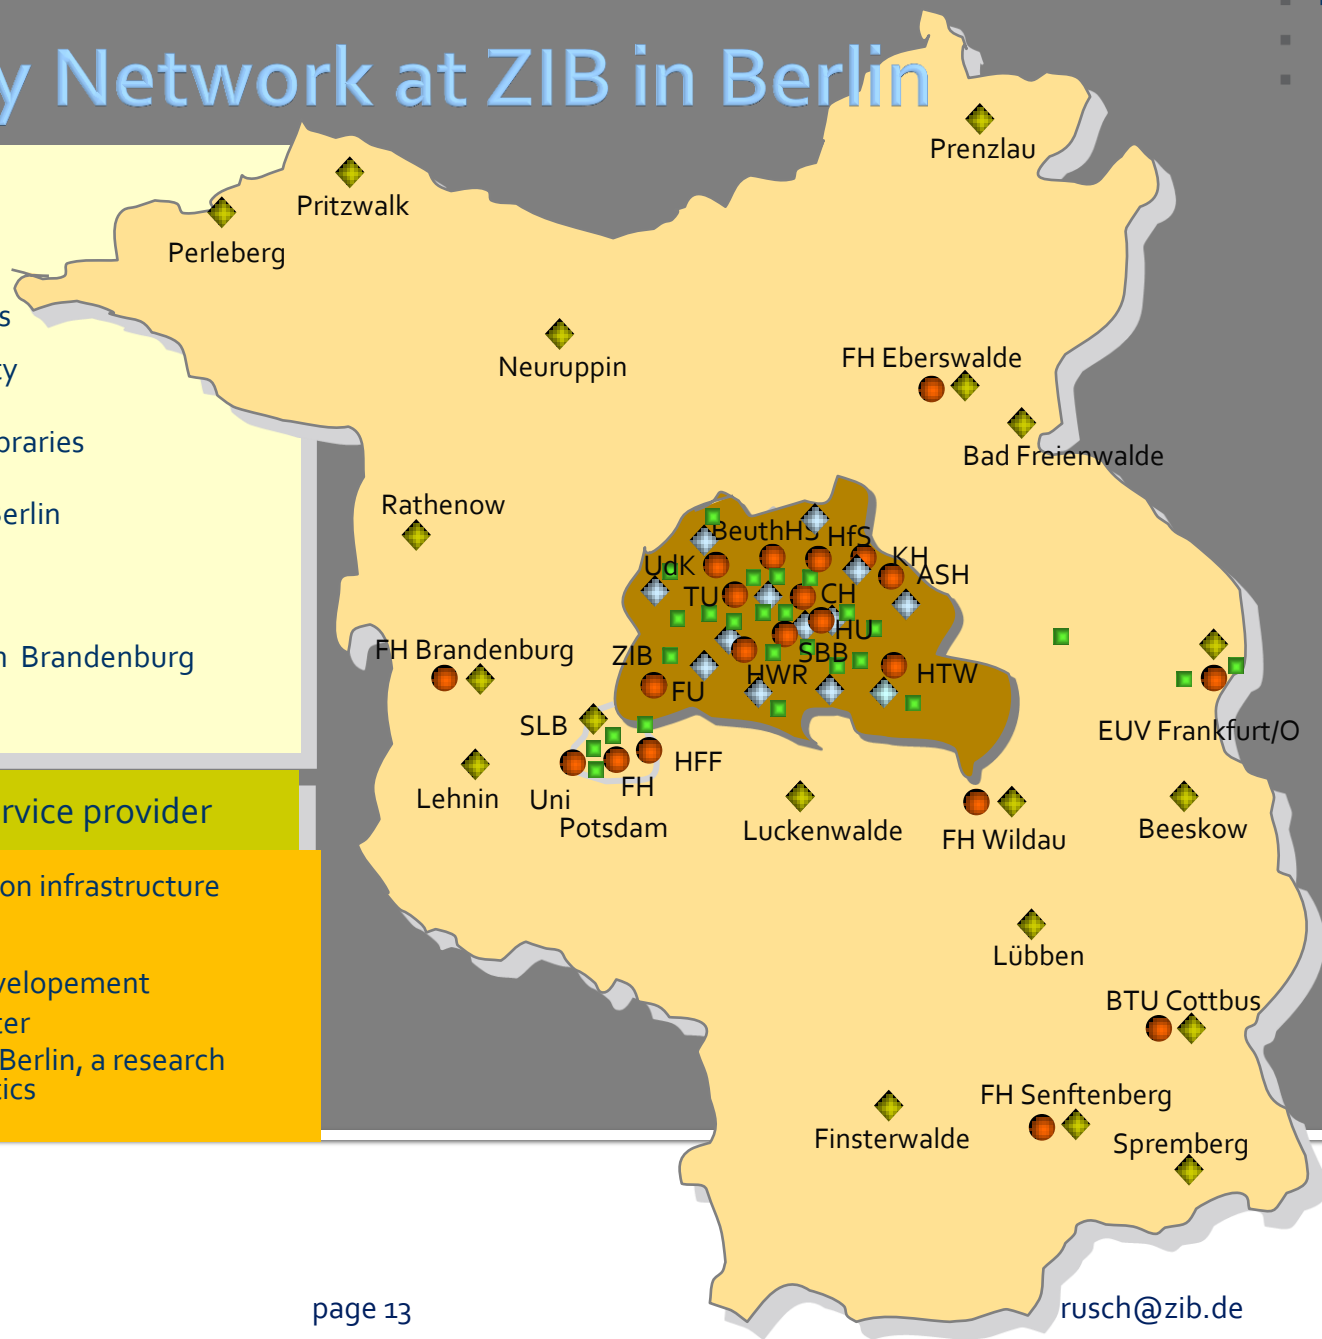 y Network at ZIB in Berlin
s
ty
braries
Berlin
n Brandenburg
rvice provider
on infrastructure
velopement
ter
Berlin, a research
tics
Prenzlau
Pritzwalk
Perleberg
Neuruppin
FH Eberswalde
Bad Freienwalde
Rathenow
BeuthHS
HfS
KH
UdK
ASH
TU
CH
HU
FH Brandenburg
ZIB
SBB
HWR
HTW
FU
SLB
EUV Frankfurt/O
HFF
FH
Lehnin
Uni
Potsdam
Luckenwalde
FH Wildau
Beeskow
Lübben
BTU Cottbus
FH Senftenberg
Finsterwalde
Spremberg
page 13
rusch@zib.de